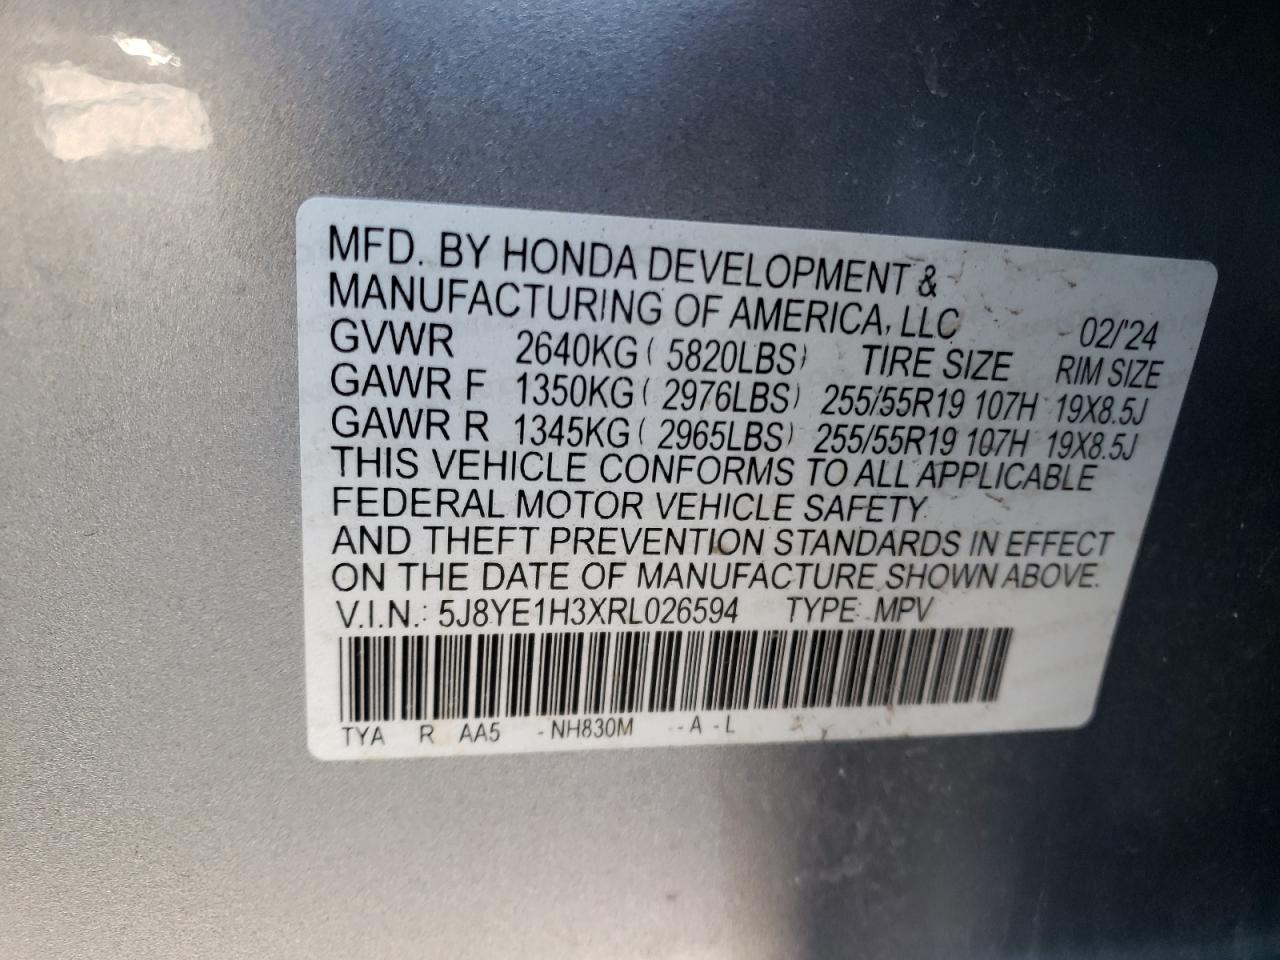 MFD. BY HONDA DEVELOPMENT &
MANUFACTURING OF AMERICA, LLC 02/'24
GVWR 2640KG ( 5820LBS) TIRE SIZE RIM SIZE
GAWR F 1350KG ( 2976LBS) 255/55R19 107H 19X8.5J
GAWR R 1345KG ( 2965LBS) 255/55R19 107H 19X8.5J
THIS VEHICLE CONFORMS TO ALL APPLICABLE
FEDERAL MOTOR VEHICLE SAFETY
AND THEFT PREVENTION STANDARDS IN EFFECT
ON THE DATE OF MANUFACTURE SHOWN ABOVE.
V.I.N.: 5J8YE1H3XRL026594 TYPE: MPV
TYA R AA5 - NH830M - - A - L